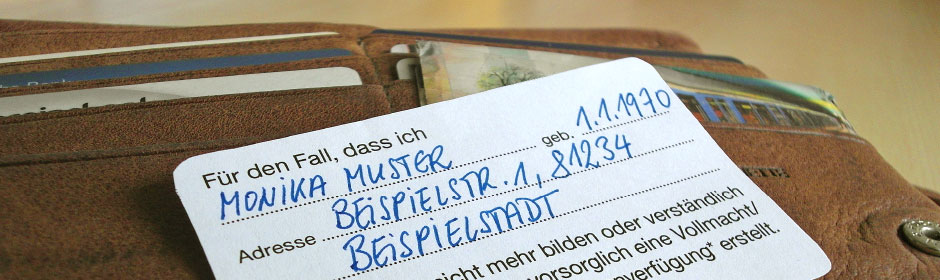 Für den Fall, dass ich
MONIKA MUSTER geb. 1.1.1970
Adresse BEISPIELSTR. 1, 81234
BEISPIELSTADT
nicht mehr bilden oder verständlich
vorsorglich eine Vollmacht/
verfügung* erstellt.